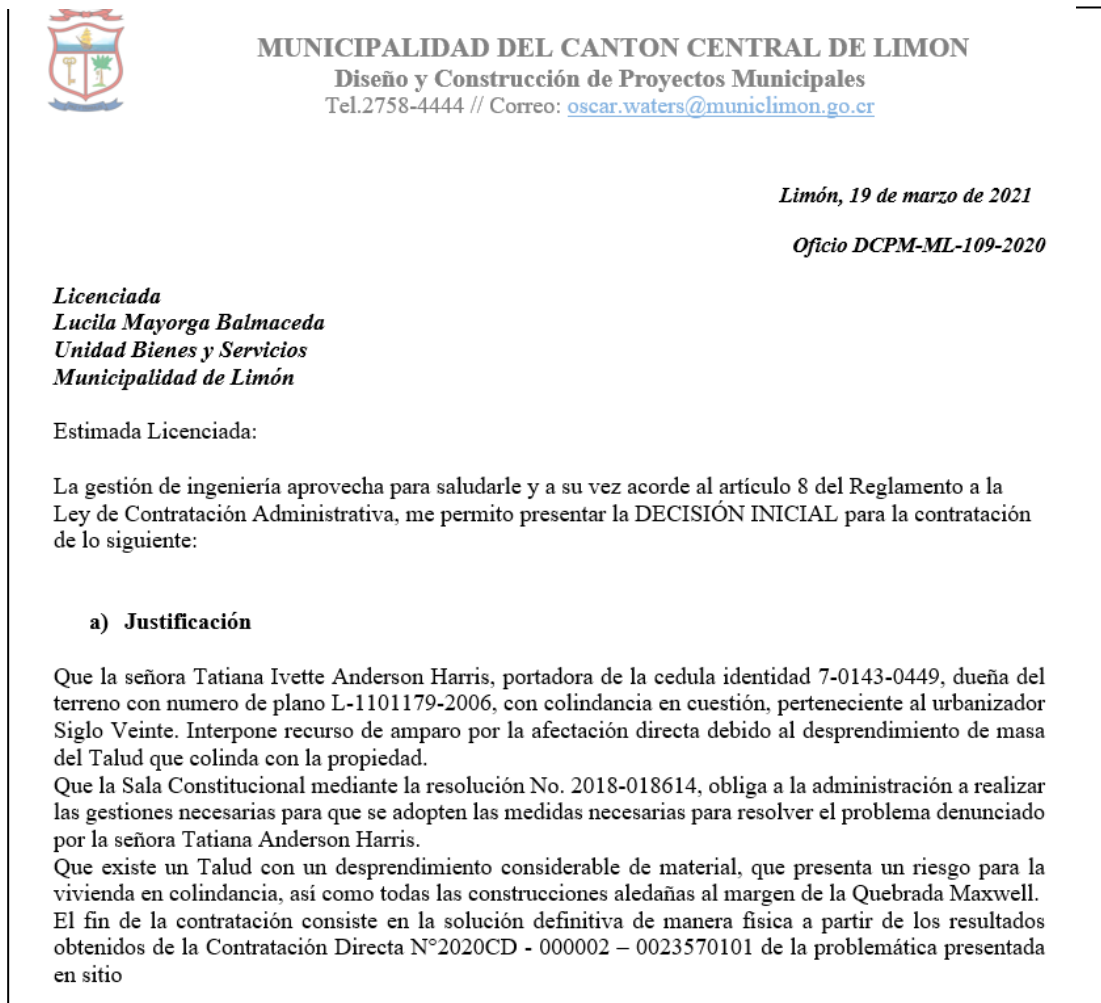 MUNICIPALIDAD DEL CANTON CENTRAL DE LIMON
Diseño y Construcción de Proyectos Municipales
Tel.2758-4444 // Correo: oscar.waters@municlimon.go.cr
Limón, 19 de marzo de 2021
Oficio DCPM-ML-109-2020
Licenciada
Lucila Mayorga Balmaceda
Unidad Bienes y Servicios
Municipalidad de Limón
Estimada Licenciada:
La gestión de ingeniería aprovecha para saludarle y a su vez acorde al artículo 8 del Reglamento a la
Ley de Contratación Administrativa, me permito presentar la DECISIÓN INICIAL para la contratación
de lo siguiente:
a) Justificación
Que la señora Tatiana Ivette Anderson Harris, portadora de la cedula identidad 7-0143-0449, dueña del
terreno con numero de plano L-1101179-2006, con colindancia en cuestión, perteneciente al urbanizador
Siglo Veinte. Interpone recurso de amparo por la afectación directa debido al desprendimiento de masa
del Talud que colinda con la propiedad.
Que la Sala Constitucional mediante la resolución No. 2018-018614, obliga a la administración a realizar
las gestiones necesarias para que se adopten las medidas necesarias para resolver el problema denunciado
por la señora Tatiana Anderson Harris.
Que existe un Talud con un desprendimiento considerable de material, que presenta un riesgo para la
vivienda en colindancia, así como todas las construcciones aledañas al margen de la Quebrada Maxwell.
El fin de la contratación consiste en la solución definitiva de manera física a partir de los resultados
obtenidos de la Contratación Directa N°2020CD - 000002 – 0023570101 de la problemática presentada
en sitio